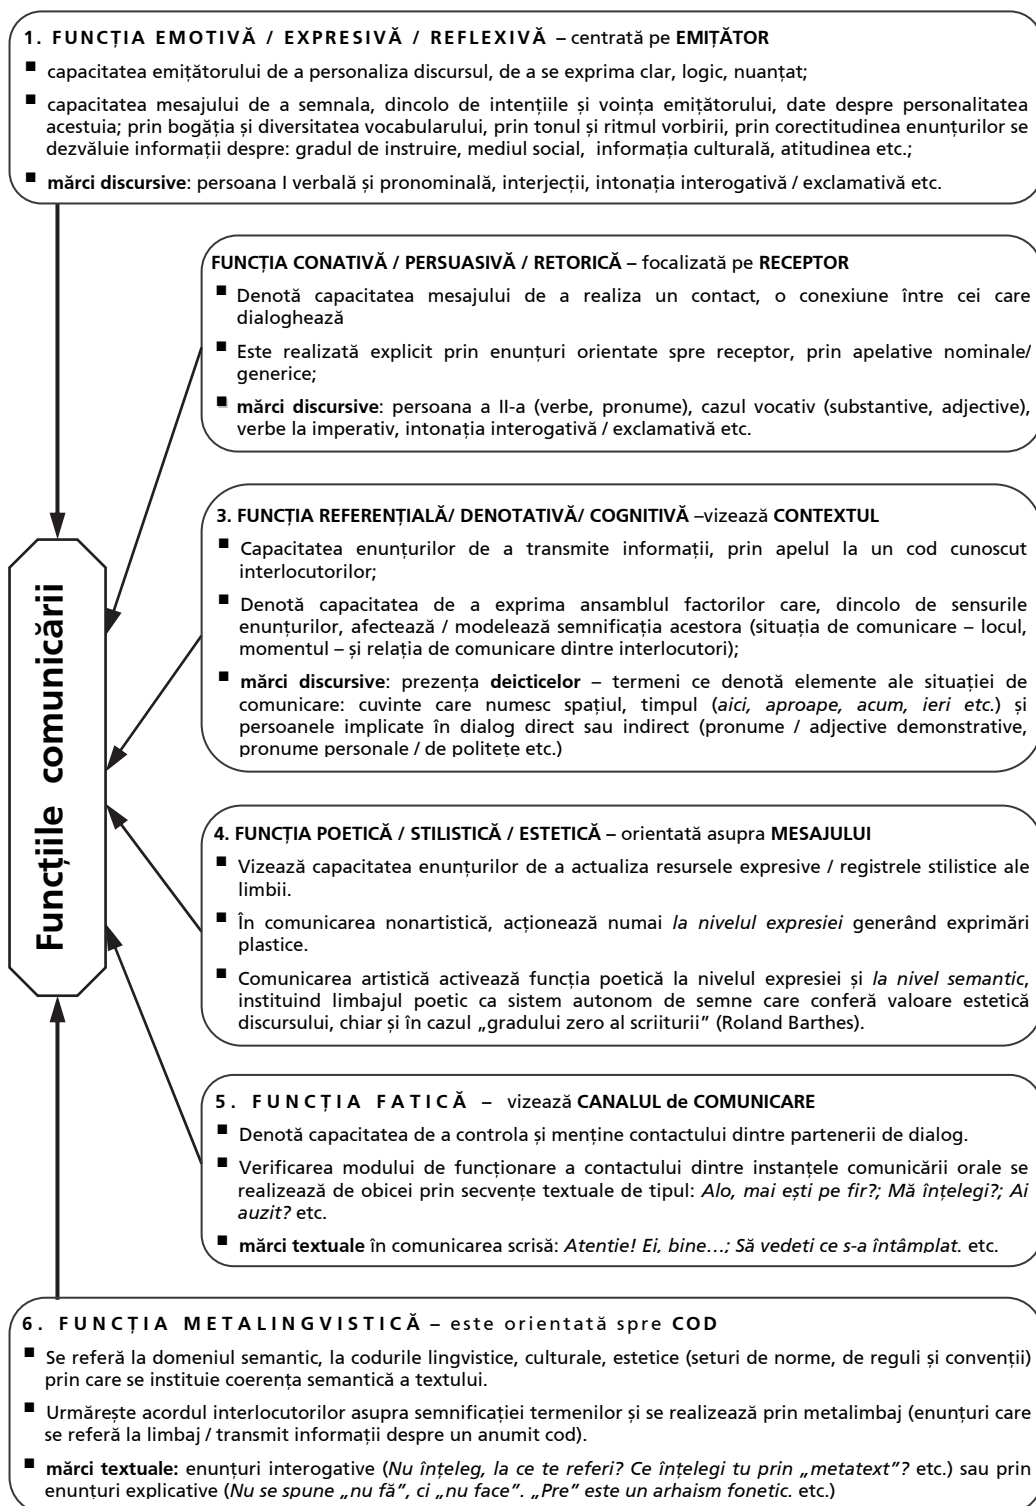 1. FUNCȚIA EMOTIVĂ / EXPRESIVĂ / REFLEXIVĂ – centrată pe EMIȚĂTOR
■ capacitatea emițătorului de a personaliza discursul, de a se exprima clar, logic, nuanțat;
■ capacitatea mesajului de a semnala, dincolo de intențiile și voința emițătorului, date despre personalitatea
acestuia; prin bogăția și diversitatea vocabularului, prin tonul și ritmul vorbirii, prin corectitudinea enunțurilor se
dezvăluie informații despre: gradul de instruire, mediul social, informația culturală, atitudinea etc.;
■ mărci discursive: persoana I verbală și pronominală, interjecții, intonația interogativă / exclamativă etc.
FUNCȚIA CONATIVĂ / PERSUASIVĂ / RETORICĂ – focalizată pe RECEPTOR
■ Denotă capacitatea mesajului de a realiza un contact, o conexiune între cei care
dialoghează
■ Este realizată explicit prin enunțuri orientate spre receptor, prin apelative nominale/
generice;
■ mărci discursive: persoana a II-a (verbe, pronume), cazul vocativ (substantive, adjective),
verbe la imperativ, intonația interogativă / exclamativă etc.
3. FUNCȚIA REFERENȚIALĂ/ DENOTATIVĂ/ COGNITIVĂ –vizează CONTEXTUL
■ Capacitatea enunțurilor de a transmite informații, prin apelul la un cod cunoscut
interlocutorilor;
■ Denotă capacitatea de a exprima ansamblul factorilor care, dincolo de sensurile
enunțurilor, afectează / modelează semnificația acestora (situația de comunicare – locul,
momentul – și relația de comunicare dintre interlocutori);
■ mărci discursive: prezența deicticelor – termeni ce denotă elemente ale situației de
comunicare: cuvinte care numesc spațiul, timpul (aici, aproape, acum, ieri etc.) și
persoanele implicate în dialog direct sau indirect (pronume / adjective demonstrative,
pronume personale / de politețe etc.)
Funcțiile comunicării
4. FUNCȚIA POETICĂ / STILISTICĂ / ESTETICĂ – orientată asupra MESAJULUI
■ Vizează capacitatea enunțurilor de a actualiza resursele expresive / registrele stilistice ale
limbii.
■ În comunicarea nonartistică, acționează numai la nivelul expresiei generând exprimări
plastice.
■ Comunicarea artistică activează funcția poetică la nivelul expresiei și la nivel semantic,
instituind limbajul poetic ca sistem autonom de semne care conferă valoare estetică
discursului, chiar și în cazul „gradului zero al scriiturii” (Roland Barthes).
5. FUNCȚIA FATICĂ – vizează CANALUL de COMUNICARE
■ Denotă capacitatea de a controla și menține contactului dintre partenerii de dialog.
■ Verificarea modului de funcționare a contactului dintre instanțele comunicării orale se
realizează de obicei prin secvențe textuale de tipul: Alo, mai ești pe fir?; Mă înțelegi?; Ai
auzit? etc.
■ mărci textuale în comunicarea scrisă: Atentie! Ei, bine...; Să vedeti ce s-a întâmplat. etc.
6. FUNCȚIA METALINGVISTICĂ – este orientată spre COD
■ Se referă la domeniul semantic, la codurile lingvistice, culturale, estetice (seturi de norme, de reguli și convenții)
prin care se instituie coerența semantică a textului.
■ Urmărește acordul interlocutorilor asupra semnificației termenilor și se realizează prin metalimbaj (enunțuri care
se referă la limbaj / transmit informații despre un anumit cod).
■ mărci textuale: enunțuri interogative (Nu înțeleg, la ce te referi? Ce înțelegi tu prin „metatext”? etc.) sau prin
enunțuri explicative (Nu se spune „nu fă”, ci „nu face”. „Pre” este un arhaism fonetic. etc.)